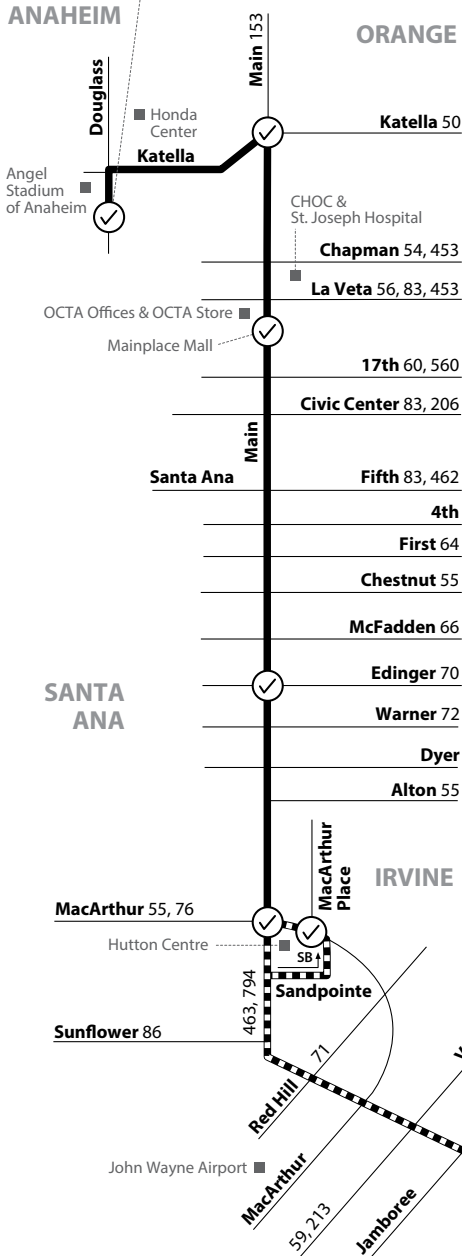 ANAHEIM
ORANGE
Main 153
Douglass
Honda
Center
Katella 50
Katella
Angel
Stadium
of Anaheim
CHOC &
St. Joseph Hospital
Chapman 54, 453
La Veta 56, 83, 453
OCTA Offices & OCTA Store
Mainplace Mall
17th 60, 560
Civic Center 83, 206
Main
Santa Ana
Fifth 83, 462
4th
First 64
Chestnut 55
McFadden 66
Edinger 70
SANTA
ANA
Warner 72
Dyer
Alton 55
MacArthur
Place
IRVINE
MacArthur 55, 76
Hutton Centre
SB
Sandpointe
463, 794
Sunflower 86
Red Hill 71
John Wayne Airport
MacArthur
59, 213
Jamboree